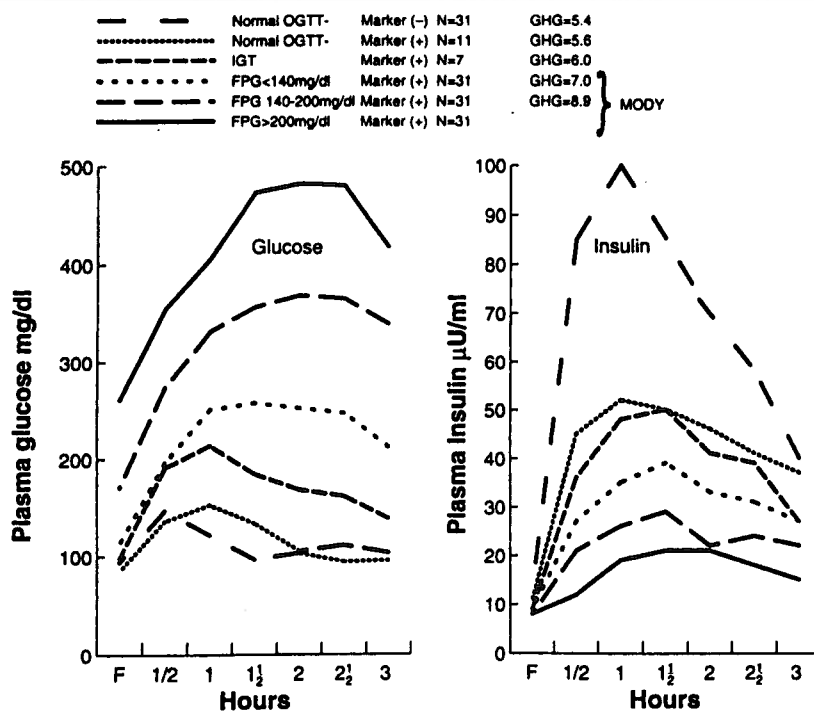 Normal OGTT- Marker (-) N=31 GHG=5.4
Normal OGTT- Marker (+) N=11 GHG=5.6
IGT Marker (+) N=7 GHG=6.0
FPG<140mg/dl Marker (+) N=31 GHG=7.0
FPG 140-200mg/dl Marker (+) N=31 GHG=8.9
FPG>200mg/dl Marker (+) N=31
MODY
Plasma glucose mg/dl
500
400
300
200
100
0
Glucose
F 1/2 1 1½ 2 2½ 3
Hours
Plasma Insulin μU/ml
100
90
80
70
60
50
40
30
20
10
0
Insulin
F 1/2 1 1½ 2 2½ 3
Hours